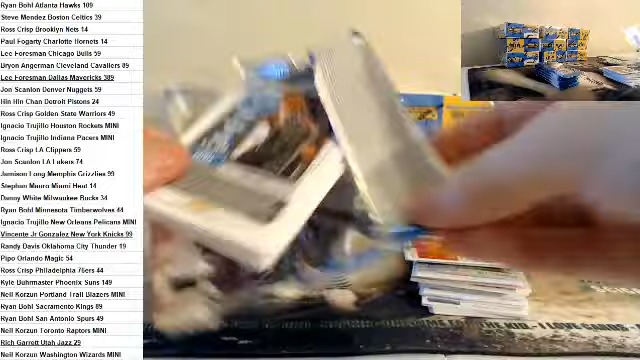 Ryan Bohl Atlanta Hawks 109
Steve Mendez Boston Celtics 39
Ross Crisp Brooklyn Nets 14
Paul Fogarty Charlotte Hornets 14
Lee Foresman Chicago Bulls 59
Bryon Angerman Cleveland Cavaliers 89
Lee Foresman Dallas Mavericks 389
Jon Scanlon Denver Nuggets 59
Hin Hin Chan Detroit Pistons 24
Ross Crisp Golden State Warriors 49
Ignacio Trujillo Houston Rockets MINI
Ignacio Trujillo Indiana Pacers MINI
Ross Crisp LA Clippers 59
Jon Scanlon LA Lakers 74
Jamison Long Memphis Grizzlies 99
Stephan Mauro Miami Heat 14
Danny White Milwaukee Bucks 34
Ryan Bohl Minnesota Timberwolves 44
Ignacio Trujillo New Orleans Pelicans MINI
Vincente Jr Gonzalez New York Knicks 99
Randy Davis Oklahoma City Thunder 19
Pipo Orlando Magic 54
Ross Crisp Philadelphia 76ers 44
Kyle Buhrmaster Phoenix Suns 149
Neil Korzun Portland Trail Blazers MINI
Ryan Bohl Sacramento Kings 89
Ryan Bohl San Antonio Spurs 49
Neil Korzun Toronto Raptors MINI
Rich Garrett Utah Jazz 29
Neil Korzun Washington Wizards MINI